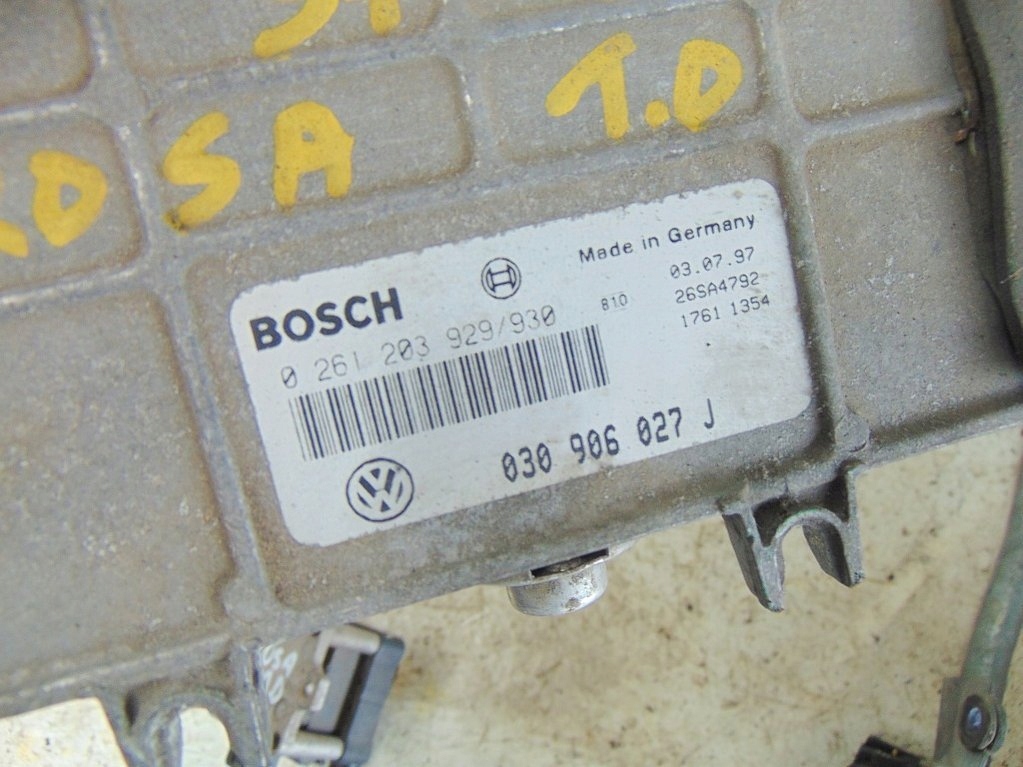 OSA 1.0
BOSCH
Made in Germany
0 261 203 929/930
810
03.07.97
26SA4792
1761 1354
030 906 027 J